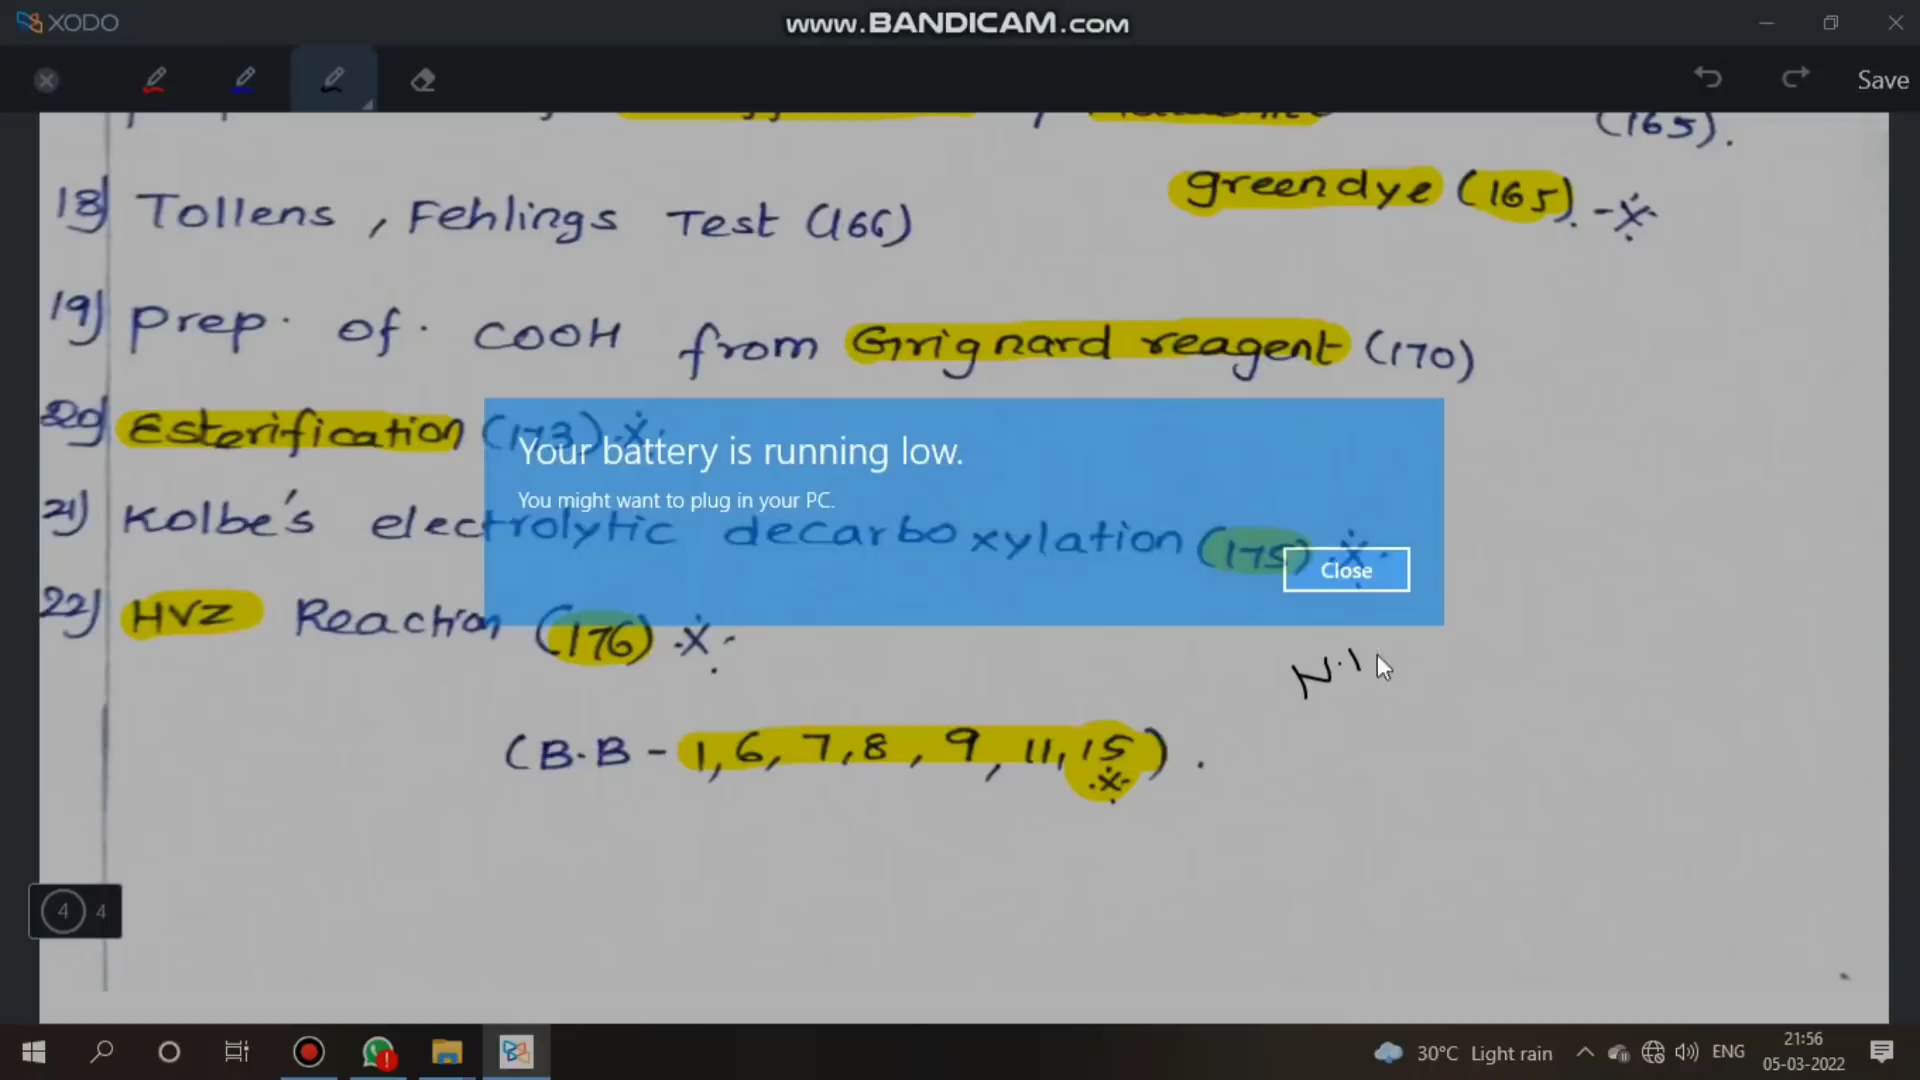 XODO
www.BANDICAM.com
Save
(165).
greendye (165).
18) Tollens, Fehlings Test (166)
19) Prep. of. COOH from Grignard reagent (170)
20) Esterification (173)
Your battery is running low.
You might want to plug in your PC.
21) Kolbe's electrolytic decarboxylation (175)
Close
22) HVZ Reaction (176)
N.1
(B.B - 1, 6, 7, 8, 9, 11, 15).
4 4
30°C Light rain
ENG
21:56
05-03-2022